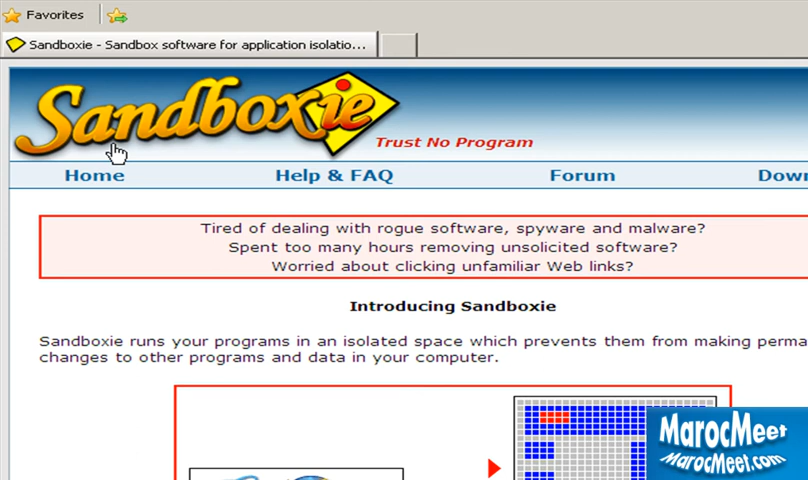 Favorites
Sandboxie - Sandbox software for application isolatio...
Sandboxie
Trust No Program
Home Help & FAQ Forum
Tired of dealing with rogue software, spyware and malware?
Spent too many hours removing unsolicited software?
Worried about clicking unfamiliar Web links?
Introducing Sandboxie
Sandboxie runs your programs in an isolated space which prevents them from making
changes to other programs and data in your computer.
MarocMeet
MarocMeet.com